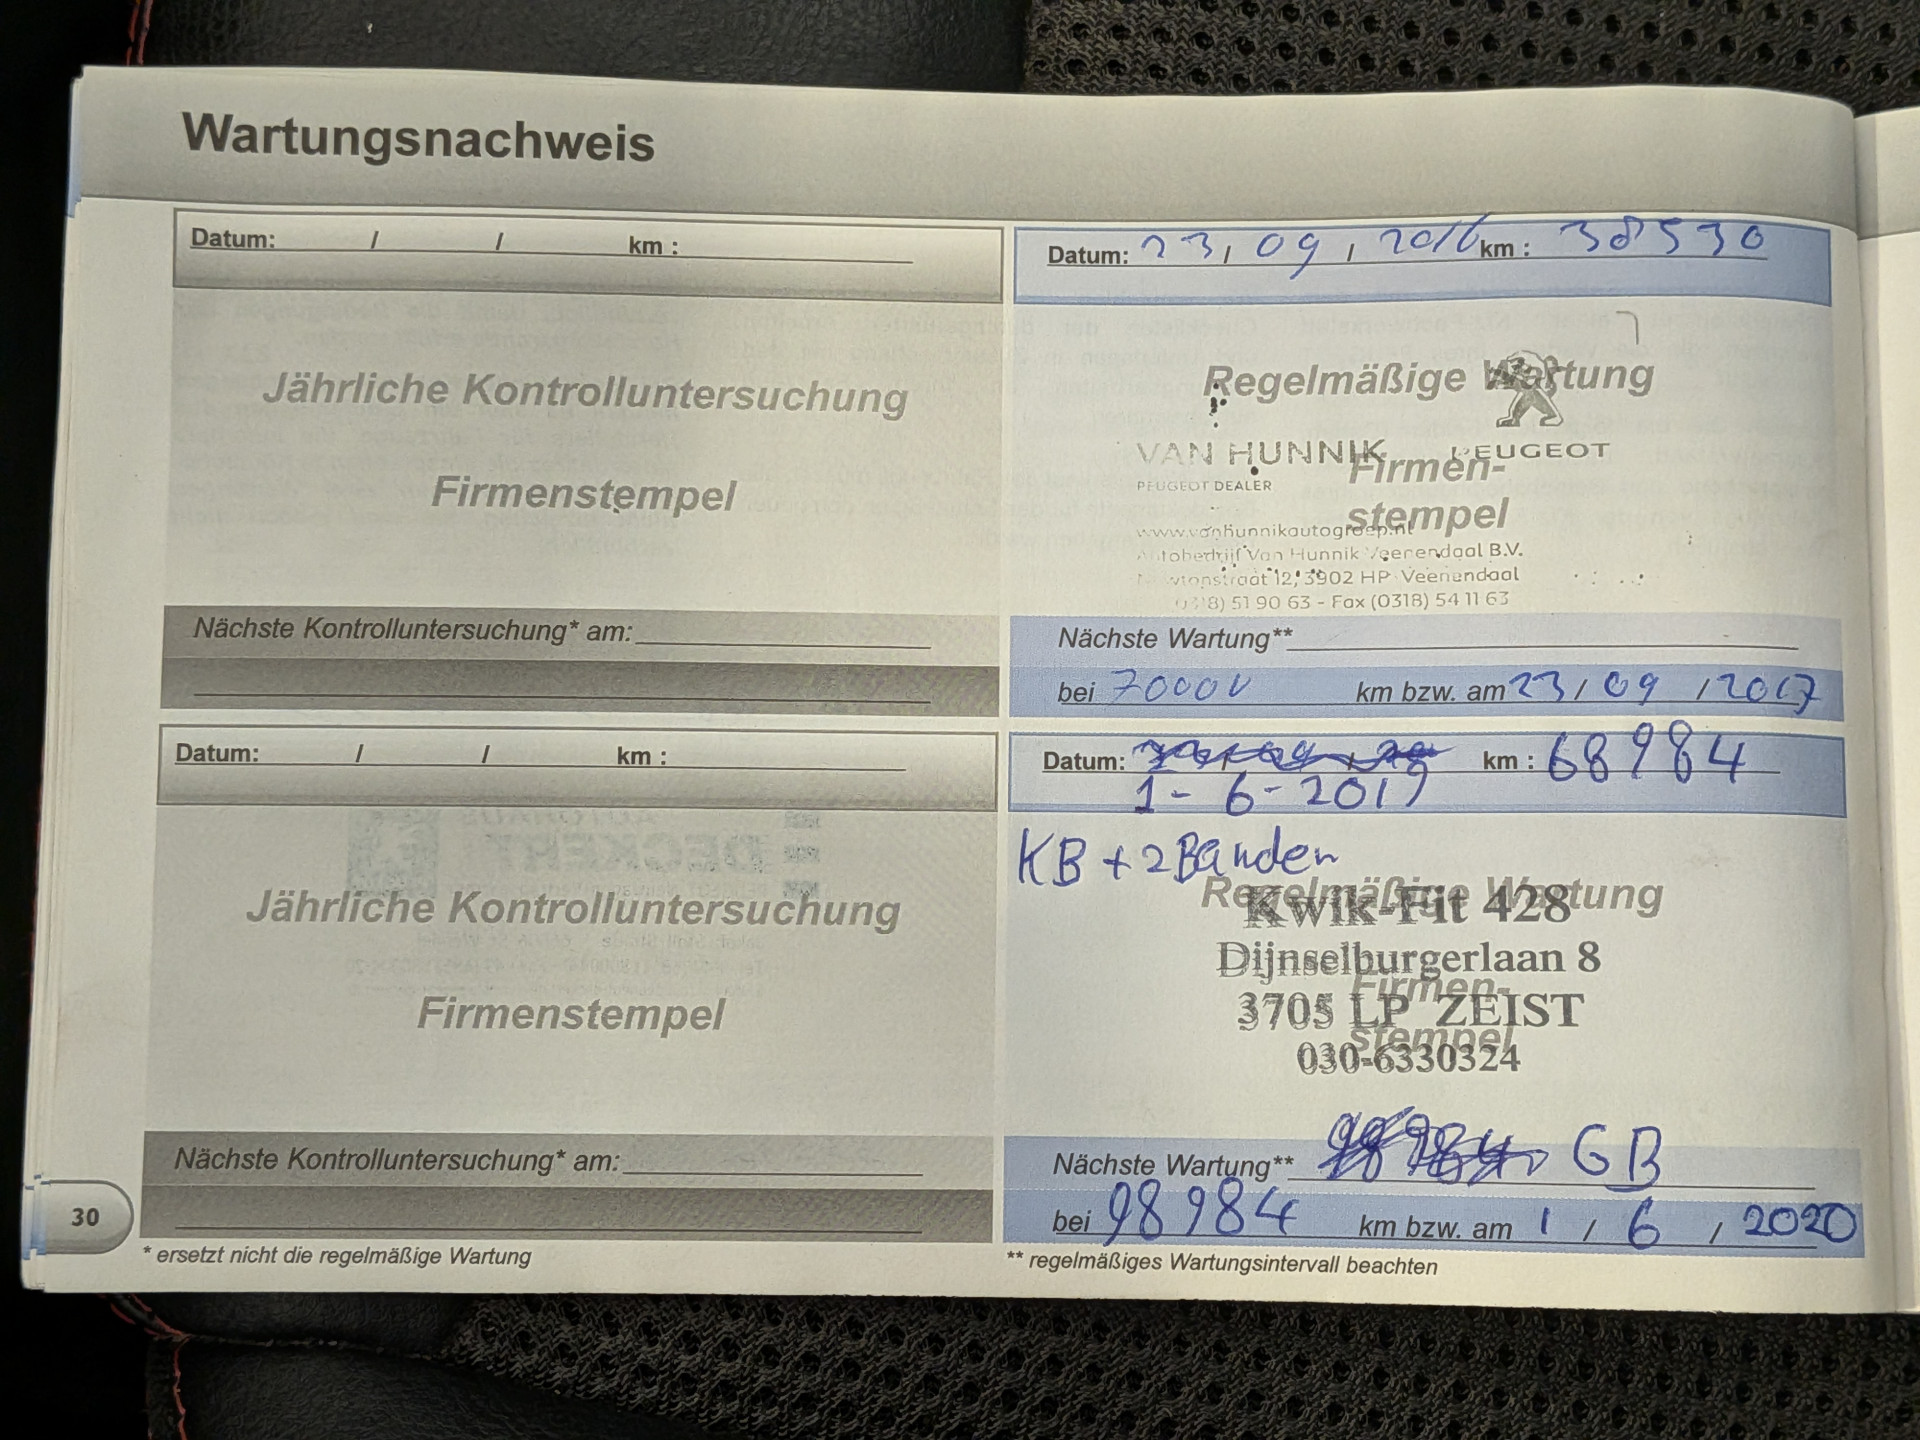 Wartungsnachweis
Datum: / / km :
Jährliche Kontrolluntersuchung
Firmenstempel
Nächste Kontrolluntersuchung* am:
Datum: 23 / 09 / 2016 km : 38530
Regelmäßige Wartung
Firmen-
stempel
VAN HUNNIK PEUGEOT
PEUGEOT DEALER
www.vanhunnikautogroep.nl
Autobedrijf Van Hunnik Veenendaal B.V.
Newtonstraat 12, 3902 HP Veenendaal
(0318) 51 90 63 - Fax (0318) 54 11 63
Nächste Wartung**
bei 70000 km bzw. am 23 / 09 / 2017
Datum: / / km :
Jährliche Kontrolluntersuchung
Firmenstempel
Nächste Kontrolluntersuchung* am:
* ersetzt nicht die regelmäßige Wartung
Datum: km : 68984
1-6-2019
KB + 2 Banden
Regelmäßige Wartung
Firmen-
stempel
Kwik-Fit 428
Dijnselburgerlaan 8
3705 LP ZEIST
030-6330324
Nächste Wartung** GB
bei 98984 km bzw. am 1 / 6 / 2020
** regelmäßiges Wartungsintervall beachten
30